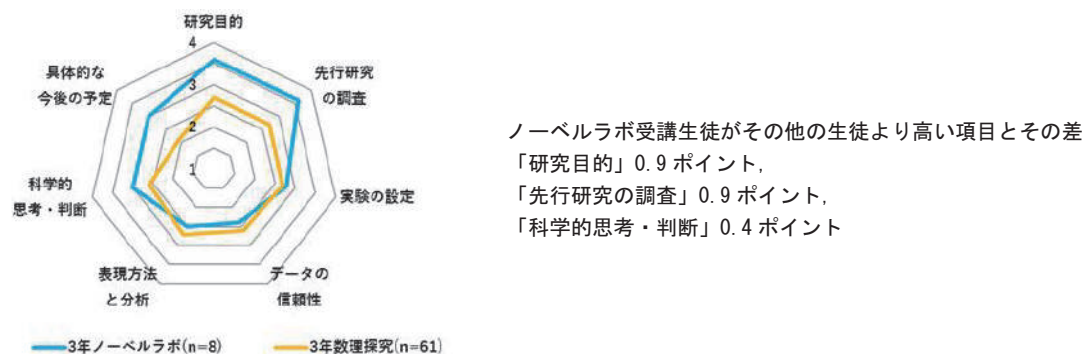 研究目的
4
3
2
1
先行研究
の調査
実験の設定
データの
信頼性
表現方法
と分析
科学的
思考・判断
具体的な
今後の予定
3年ノーベルラボ(n=8)
3年数理探究(n=61)
ノーベルラボ受講生徒がその他の生徒より高い項目とその差
「研究目的」0.9 ポイント,
「先行研究の調査」0.9 ポイント,
「科学的思考・判断」0.4 ポイント